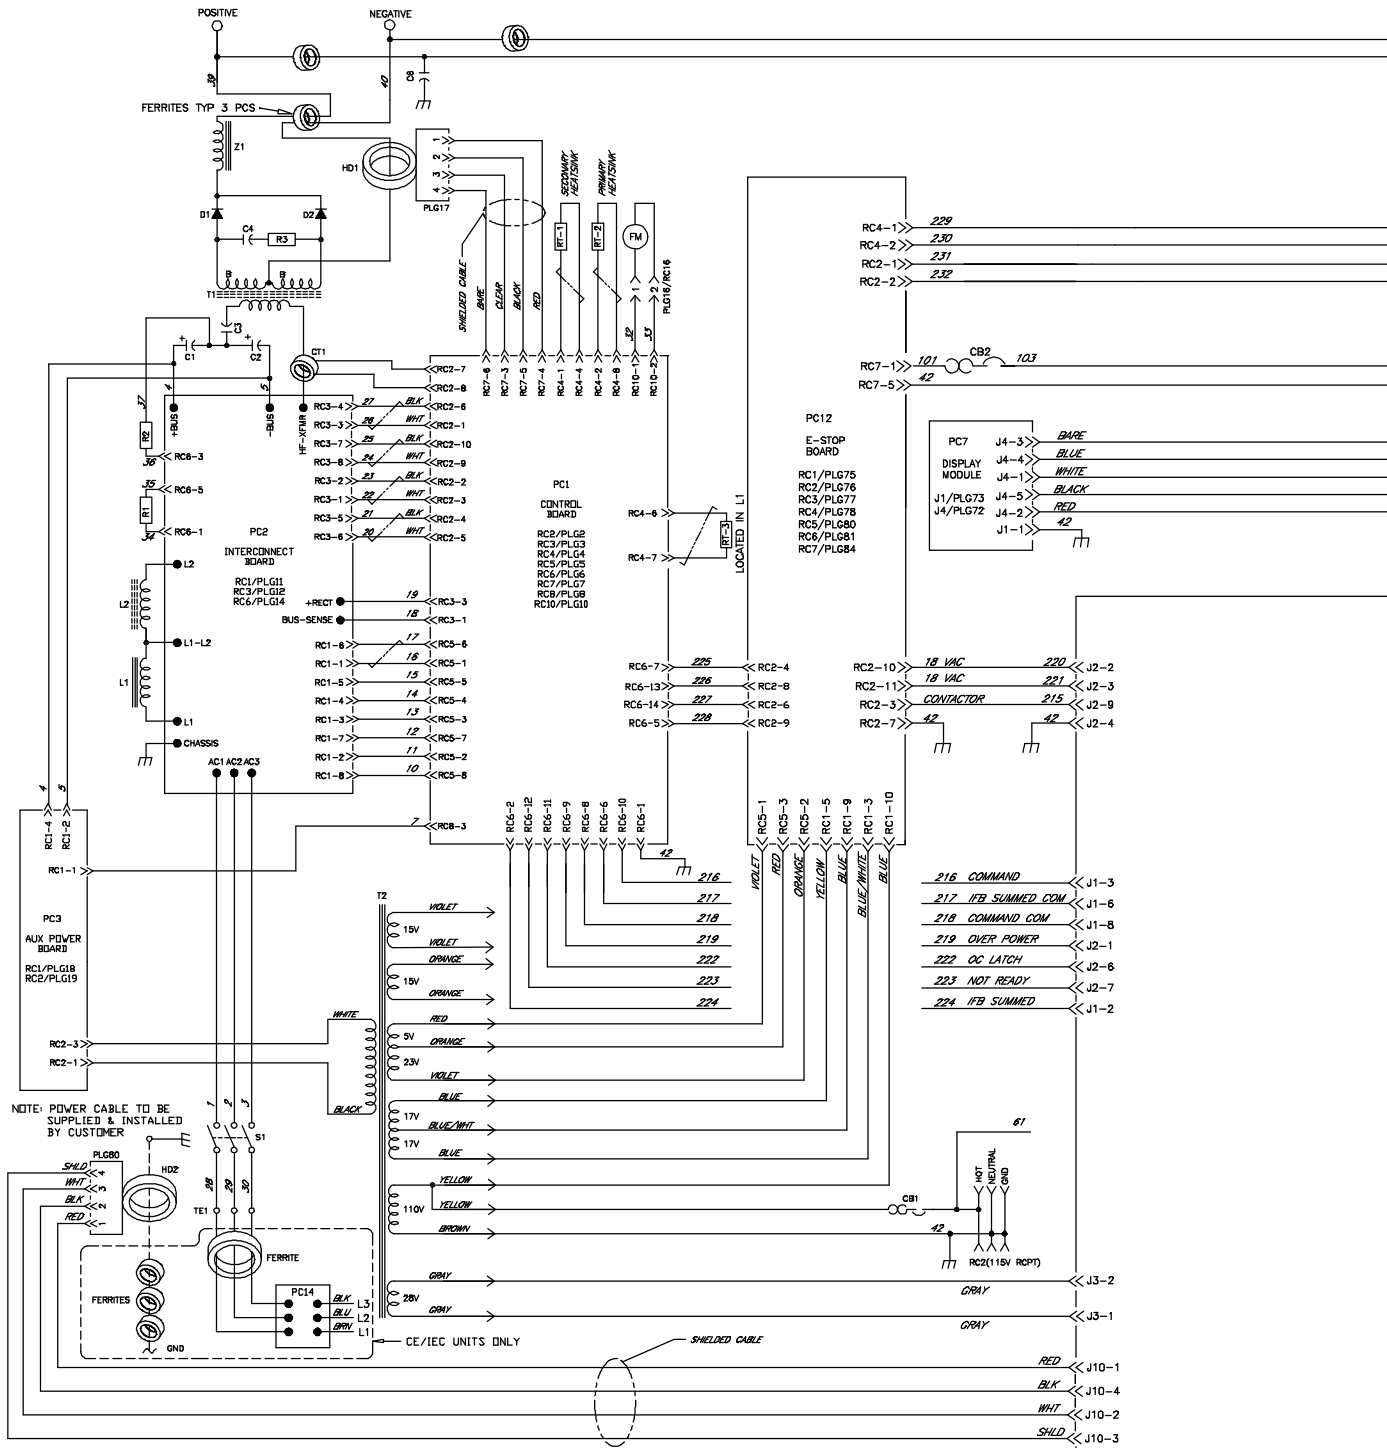 POSITIVE
NEGATIVE
39
40
C6
FERRITES TYP 3 PCS
Z1
HD1
1
2
3
4
PLG17
SECONARY HEATSINK
PRIMARY HEATSINK
RT-1
RT-2
FM
1
2
PLG16/RC16
32
33
D1
D2
C4
R3
B
B
T1
SHIELDED CABLE
BARE
CLEAR
BLACK
RED
C3
+
C1
+
C2
CT1
4
5
37
R2
36
35
R1
34
+BUS
-BUS
HF-XFMR
RC7-6
RC7-3
RC7-5
RC7-4
RC4-1
RC4-4
RC4-2
RC4-8
RC10-1
RC10-2
RC2-7
RC2-8
RC3-4 27 BLK RC2-6
RC3-3 26 WHT RC2-1
RC3-7 25 BLK RC2-10
RC3-8 24 WHT RC2-9
RC3-2 23 BLK RC2-2
RC3-1 22 WHT RC2-3
RC3-5 21 BLK RC2-4
RC3-6 20 WHT RC2-5
RC6-3
RC6-5
RC6-1
PC2
INTERCONNECT
BOARD
RC1/PLG11
RC3/PLG12
RC6/PLG14
L2
L2
L1-L2
L1
L1
CHASSIS
AC1 AC2 AC3
+RECT 19 RC3-3
BUS-SENSE 18 RC3-1
RC1-6 17 RC5-6
RC1-1 16 RC5-1
RC1-5 15 RC5-5
RC1-4 14 RC5-4
RC1-3 13 RC5-3
RC1-7 12 RC5-7
RC1-2 11 RC5-2
RC1-8 10 RC5-8
7 RC8-3
PC1
CONTROL
BOARD
RC2/PLG2
RC3/PLG3
RC4/PLG4
RC5/PLG5
RC6/PLG6
RC7/PLG7
RC8/PLG8
RC10/PLG10
RC4-6
RC4-7
RT-3
LOCATED IN L1
RC6-7 225 RC2-4
RC6-13 226 RC2-8
RC6-14 227 RC2-6
RC6-5 228 RC2-9
RC6-2
RC6-12
RC6-11
RC6-9
RC6-8
RC6-6
RC6-10
RC6-1
42
216
217
218
219
222
223
224
PC12
E-STOP
BOARD
RC1/PLG75
RC2/PLG76
RC3/PLG77
RC4/PLG78
RC5/PLG80
RC6/PLG81
RC7/PLG84
RC4-1 229
RC4-2 230
RC2-1 231
RC2-2 232
RC7-1 101 CB2 103
RC7-5 42
PC7
DISPLAY
MODULE
J1/PLG73
J4/PLG72
J4-3 BARE
J4-4 BLUE
J4-1 WHITE
J4-5 BLACK
J4-2 RED
J1-1 42
RC2-10 18 VAC 220 J2-2
RC2-11 18 VAC 221 J2-3
RC2-3 CONTACTOR 215 J2-9
RC2-7 42 42 J2-4
RC5-1
RC5-3
RC5-2
RC1-5
RC1-9
RC1-3
RC1-10
VIOLET
RED
ORANGE
YELLOW
BLUE
BLUE/WHITE
BLUE
216 COMMAND J1-3
217 IFB SUMMED COM J1-6
218 COMMAND COM J1-8
219 OVER POWER J2-1
222 OC LATCH J2-6
223 NOT READY J2-7
224 IFB SUMMED J1-2
4
5
RC1-4
RC1-2
RC1-1
PC3
AUX POWER
BOARD
RC1/PLG18
RC2/PLG19
RC2-3
RC2-1
WHITE
BLACK
T2
VIOLET
15V
VIOLET
ORANGE
15V
ORANGE
RED
5V
ORANGE
23V
VIOLET
BLUE
17V
BLUE/WHT
17V
BLUE
YELLOW
110V
YELLOW
BROWN
GRAY
28V
GRAY
61
HOT
NEUTRAL
GND
CB1
42
RC2(115V RCPT)
GRAY
J3-2
GRAY
J3-1
NOTE: POWER CABLE TO BE
SUPPLIED & INSTALLED
BY CUSTOMER
1
2
3
S1
28
29
30
TE1
PLG80
SHLD 4
WHT 3
BLK 2
RED 1
HD2
FERRITE
FERRITES
GND
PC14
BLK L3
BLU L2
BRN L1
CE/IEC UNITS ONLY
SHIELDED CABLE
RED J10-1
BLK J10-4
WHT J10-2
SHLD J10-3